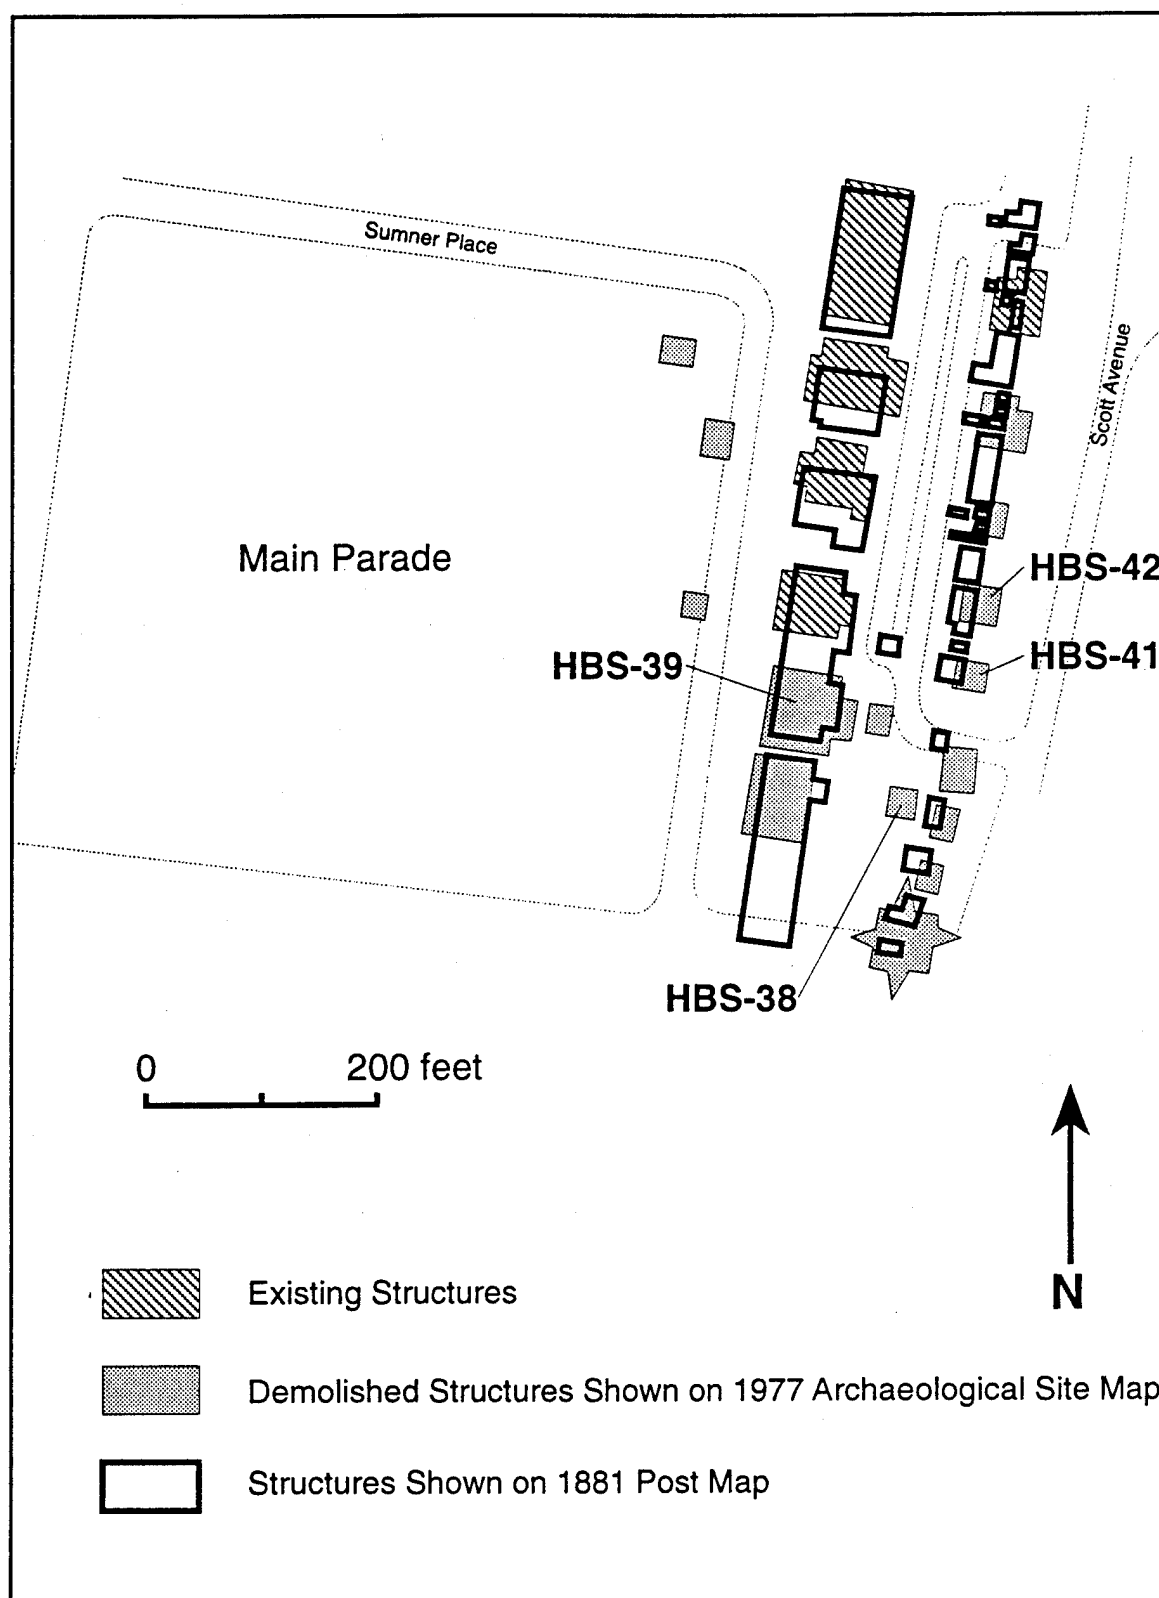 Sumner Place
Scott Avenue
Main Parade
HBS-42
HBS-41
HBS-39
HBS-38
0 200 feet
N
Existing Structures
Demolished Structures Shown on 1977 Archaeological Site Map
Structures Shown on 1881 Post Map